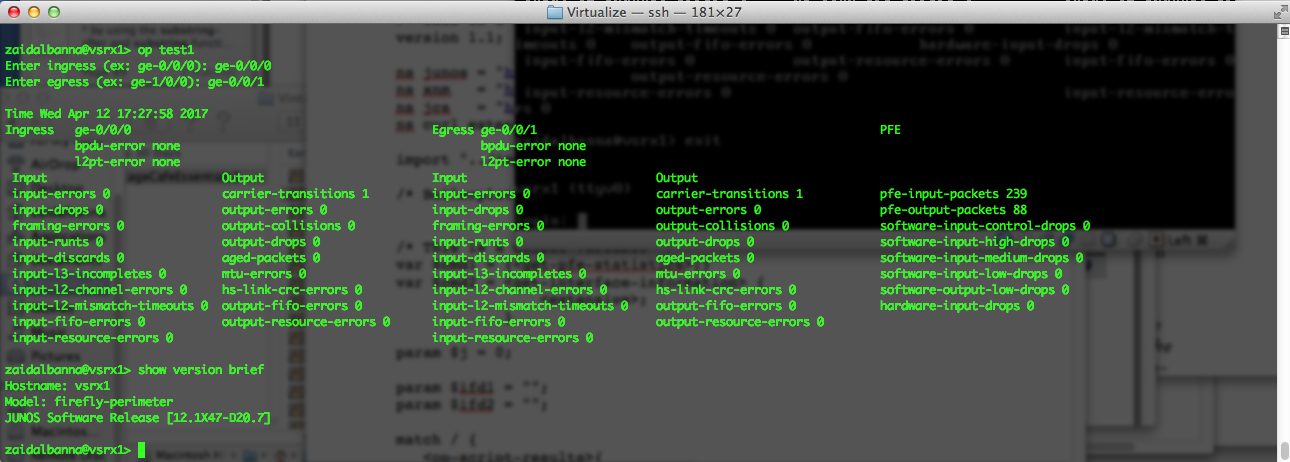 Virtualize — ssh — 181×27
zaidalbanna@vsrx1> op test1
Enter ingress (ex: ge-0/0/0): ge-0/0/0
Enter egress (ex: ge-1/0/0): ge-0/0/1
Time Wed Apr 12 17:27:58 2017
Ingress ge-0/0/0 Egress ge-0/0/1 PFE
bpdu-error none bpdu-error none
l2pt-error none l2pt-error none
Input Output Input Output
input-errors 0 carrier-transitions 1 input-errors 0 carrier-transitions 1 pfe-input-packets 239
input-drops 0 output-errors 0 input-drops 0 output-errors 0 pfe-output-packets 88
framing-errors 0 output-collisions 0 framing-errors 0 output-collisions 0 software-input-control-drops 0
input-runts 0 output-drops 0 input-runts 0 output-drops 0 software-input-high-drops 0
input-discards 0 aged-packets 0 input-discards 0 aged-packets 0 software-input-medium-drops 0
input-l3-incompletes 0 mtu-errors 0 input-l3-incompletes 0 mtu-errors 0 software-input-low-drops 0
input-l2-channel-errors 0 hs-link-crc-errors 0 input-l2-channel-errors 0 hs-link-crc-errors 0 software-output-low-drops 0
input-l2-mismatch-timeouts 0 output-fifo-errors 0 input-l2-mismatch-timeouts 0 output-fifo-errors 0 hardware-input-drops 0
input-fifo-errors 0 output-resource-errors 0 input-fifo-errors 0 output-resource-errors 0
input-resource-errors 0 input-resource-errors 0
zaidalbanna@vsrx1> show version brief
Hostname: vsrx1
Model: firefly-perimeter
JUNOS Software Release [12.1X47-D20.7]
zaidalbanna@vsrx1>